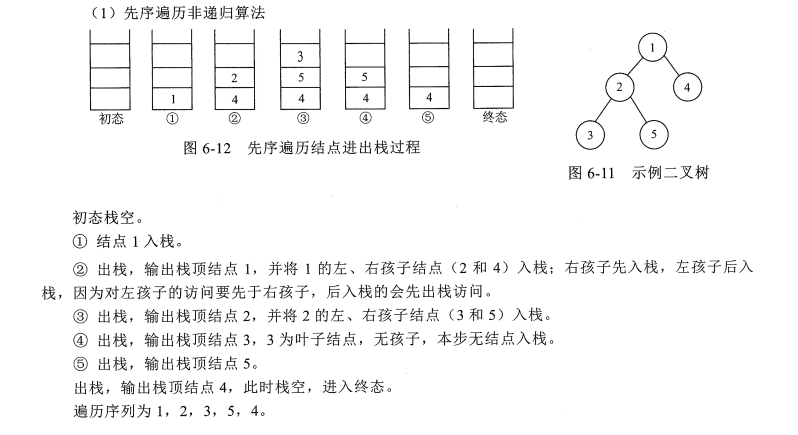 （1）先序遍历非递归算法
3
2 5 5
1 4 4 4 4
初态 ① ② ③ ④ ⑤ 终态
图 6-12 先序遍历结点进出栈过程
1
2 4
3 5
图 6-11 示例二叉树
初态栈空。
① 结点 1 入栈。
② 出栈，输出栈顶结点 1，并将 1 的左、右孩子结点（2 和 4）入栈；右孩子先入栈，左孩子后入
栈，因为对左孩子的访问要先于右孩子，后入栈的会先出栈访问。
③ 出栈，输出栈顶结点 2，并将 2 的左、右孩子结点（3 和 5）入栈。
④ 出栈，输出栈顶结点 3，3 为叶子结点，无孩子，本步无结点入栈。
⑤ 出栈，输出栈顶结点 5。
出栈，输出栈顶结点 4，此时栈空，进入终态。
遍历序列为 1，2，3，5，4。